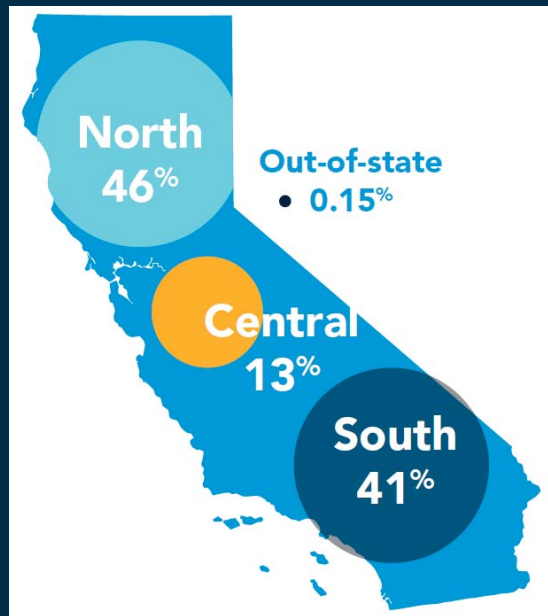 North
46%
Out-of-state
• 0.15%
Central
13%
South
41%